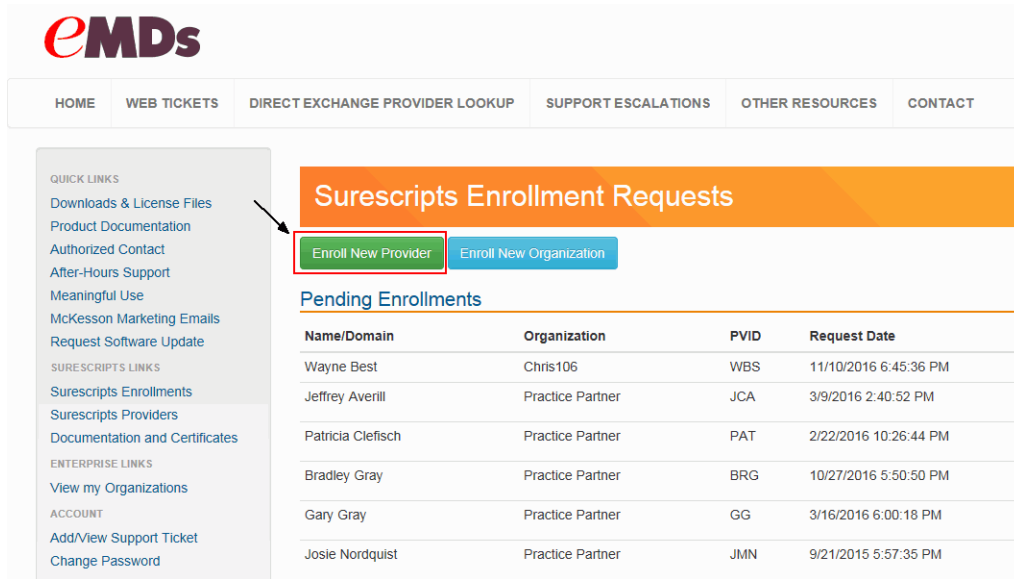 eMDs
HOME WEB TICKETS DIRECT EXCHANGE PROVIDER LOOKUP SUPPORT ESCALATIONS OTHER RESOURCES CONTACT
QUICK LINKS
Downloads & License Files
Product Documentation
Authorized Contact
After-Hours Support
Meaningful Use
McKesson Marketing Emails
Request Software Update
SURESCRIPTS LINKS
Surescripts Enrollments
Surescripts Providers
Documentation and Certificates
ENTERPRISE LINKS
View my Organizations
ACCOUNT
Add/View Support Ticket
Change Password
Surescripts Enrollment Requests
Enroll New Provider Enroll New Organization
Pending Enrollments
Name/Domain Organization PVID Request Date
Wayne Best Chris106 WBS 11/10/2016 6:45:36 PM
Jeffrey Averill Practice Partner JCA 3/9/2016 2:40:52 PM
Patricia Clefisch Practice Partner PAT 2/22/2016 10:26:44 PM
Bradley Gray Practice Partner BRG 10/27/2016 5:50:50 PM
Gary Gray Practice Partner GG 3/16/2016 6:00:18 PM
Josie Nordquist Practice Partner JMN 9/21/2015 5:57:35 PM